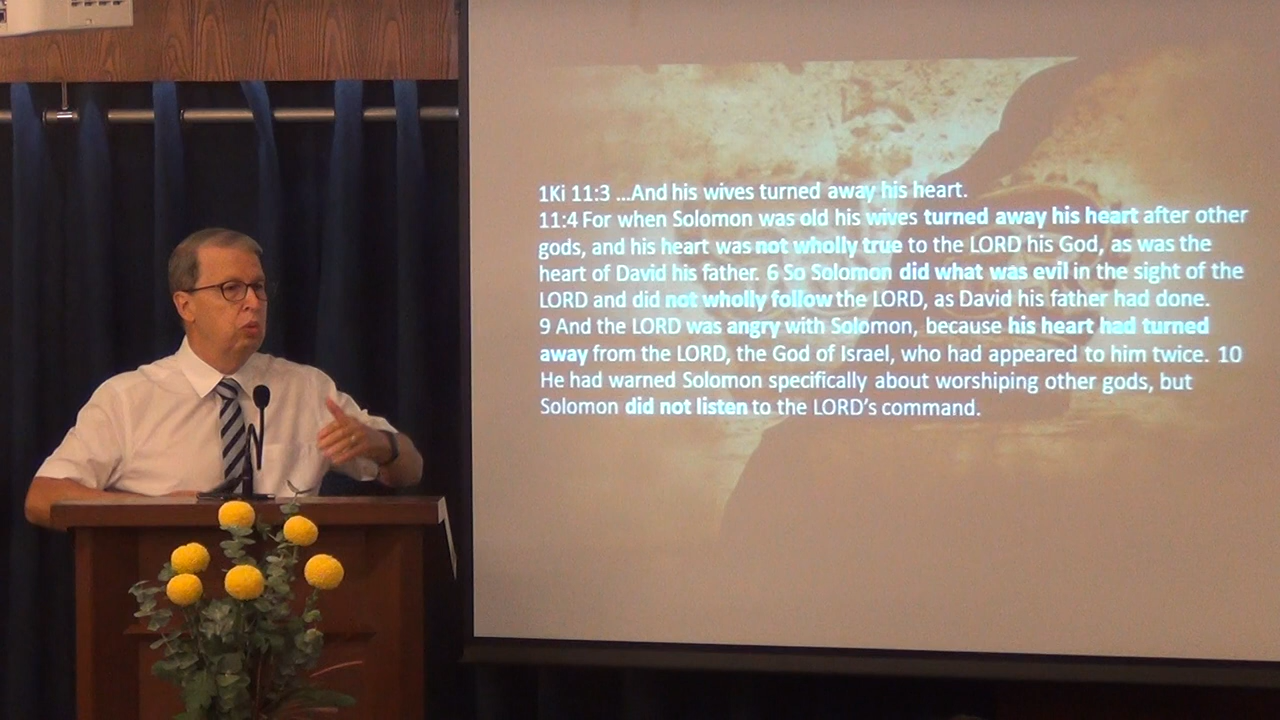 1Ki 11:3 ...And his wives turned away his heart.
11:4 For when Solomon was old his wives turned away his heart after other
gods, and his heart was not wholly true to the LORD his God, as was the
heart of David his father. 6 So Solomon did what was evil in the sight of the
LORD and did not wholly follow the LORD, as David his father had done.
9 And the LORD was angry with Solomon, because his heart had turned
away from the LORD, the God of Israel, who had appeared to him twice. 10
He had warned Solomon specifically about worshiping other gods, but
Solomon did not listen to the LORD's command.